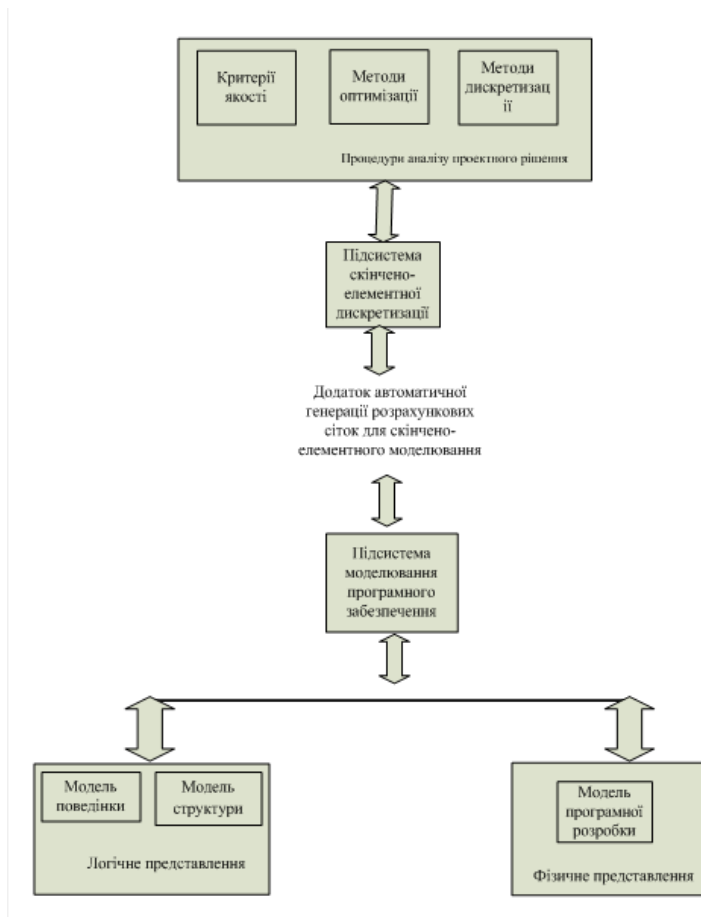 Критерії
якості
Методи
оптимізації
Методи
дискретизац
ії
Процедури аналізу проектного рішення
Підсистема
скінчено-
елементної
дискретизації
Додаток автоматичної
генерації розрахункових
сіток для скінчено-
елементного моделювання
Підсистема
моделювання
програмного
забезпечення
Модель
поведінки
Модель
структури
Логічне представлення
Модель
програмної
розробки
Фізичне представлення